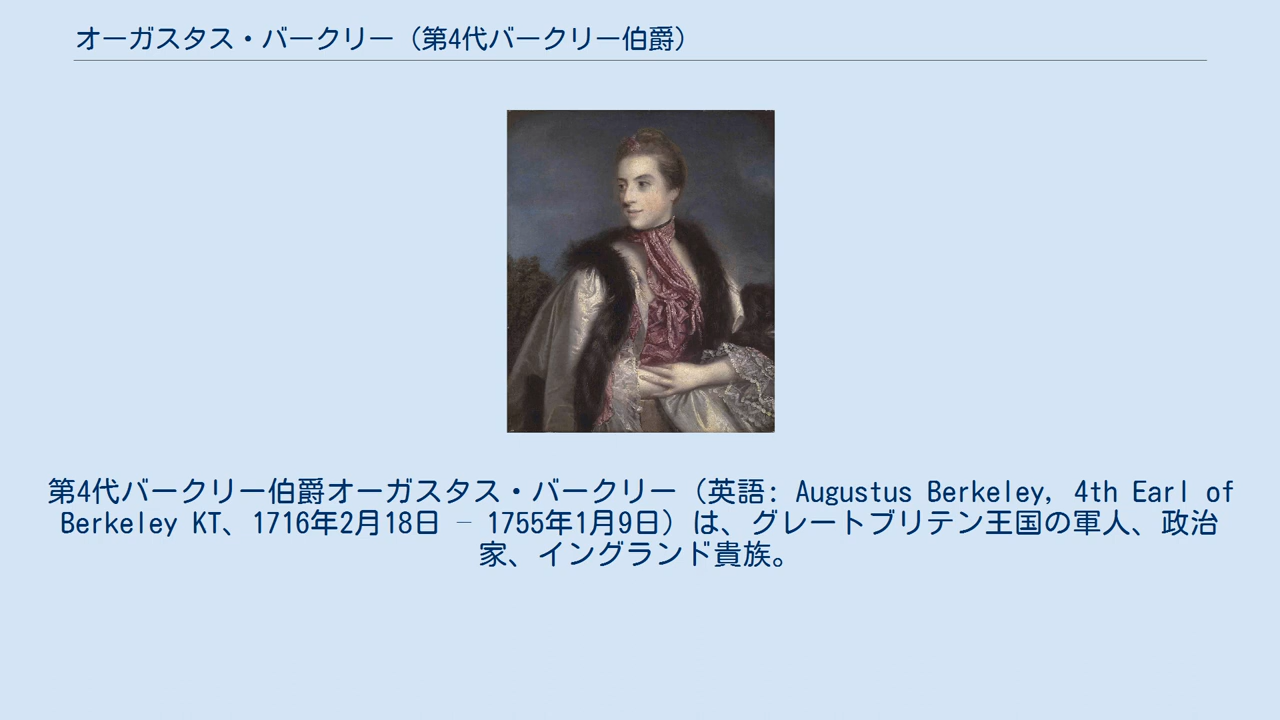 オーガスタス・バークリー（第4代バークリー伯爵）
第4代バークリー伯爵オーガスタス・バークリー（英語: Augustus Berkeley, 4th Earl of
Berkeley KT、1716年2月18日 – 1755年1月9日）は、グレートブリテン王国の軍人、政治
家、イングランド貴族。